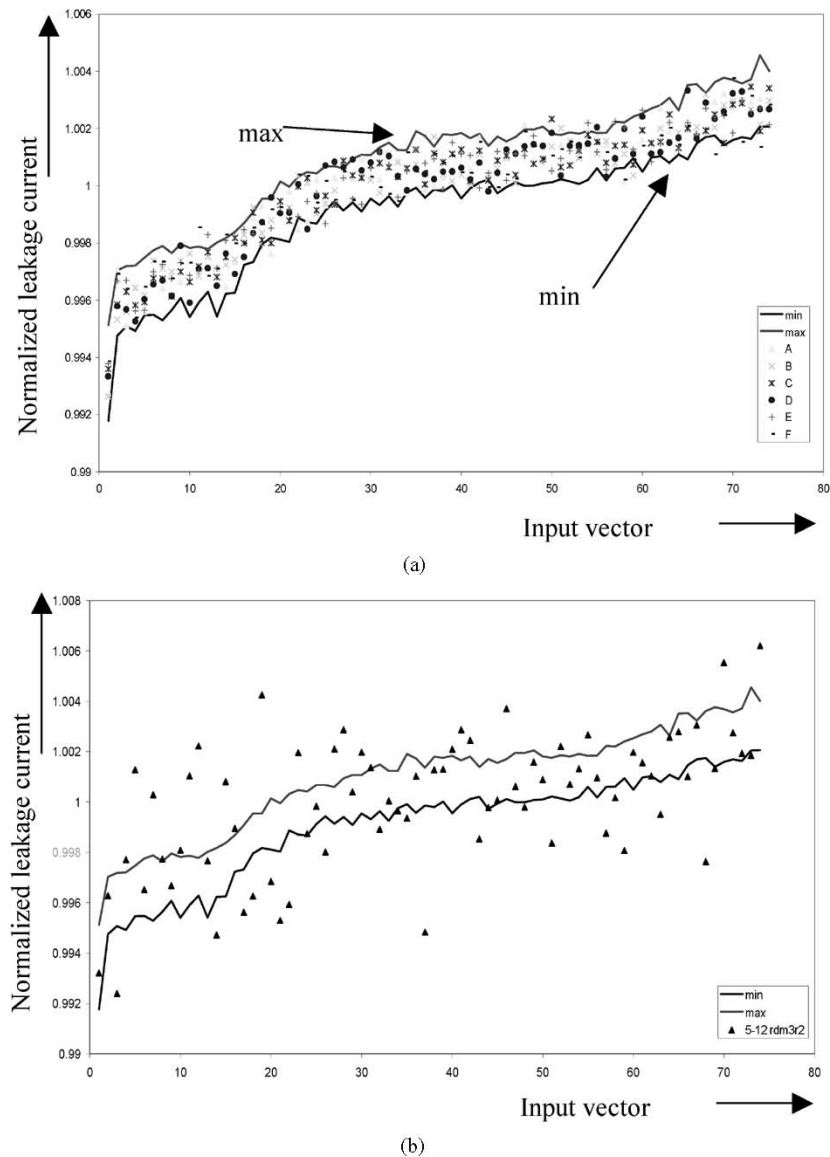 1.006
1.004
1.002
1
0.998
0.996
0.994
0.992
0.99
Normalized leakage current
max
min
min
max
A
B
C
D
E
F
0 10 20 30 40 50 60 70 80
Input vector
(a)
1.008
1.006
1.004
1.002
1
0.998
0.996
0.994
0.992
0.99
Normalized leakage current
min
max
5-12 rdm3r2
0 10 20 30 40 50 60 70 80
Input vector
(b)